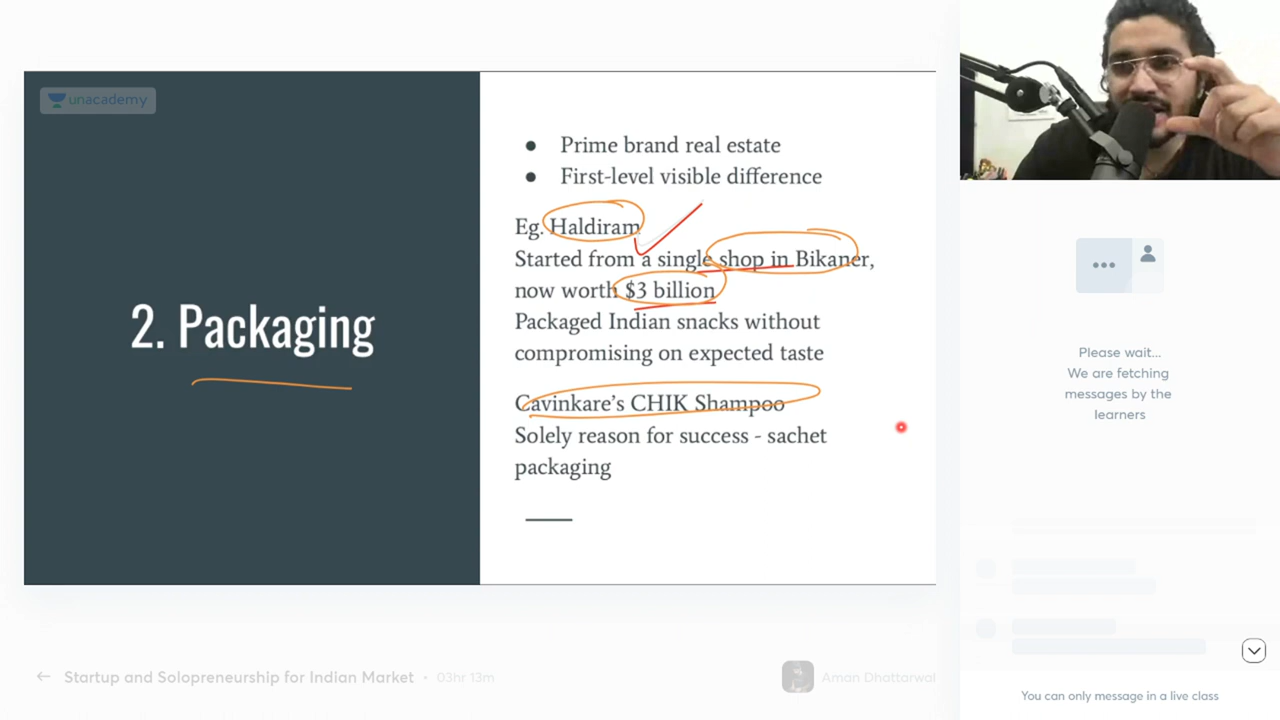 unacademy
2. Packaging
● Prime brand real estate
● First-level visible difference
Eg. Haldiram
Started from a single shop in Bikaner,
now worth $3 billion
Packaged Indian snacks without
compromising on expected taste
Cavinkare’s CHIK Shampoo
Solely reason for success - sachet
packaging
Please wait...
We are fetching
messages by the
learners
← Startup and Solopreneurship for Indian Market • 03hr 13m
Aman Dhattarwal
You can only message in a live class